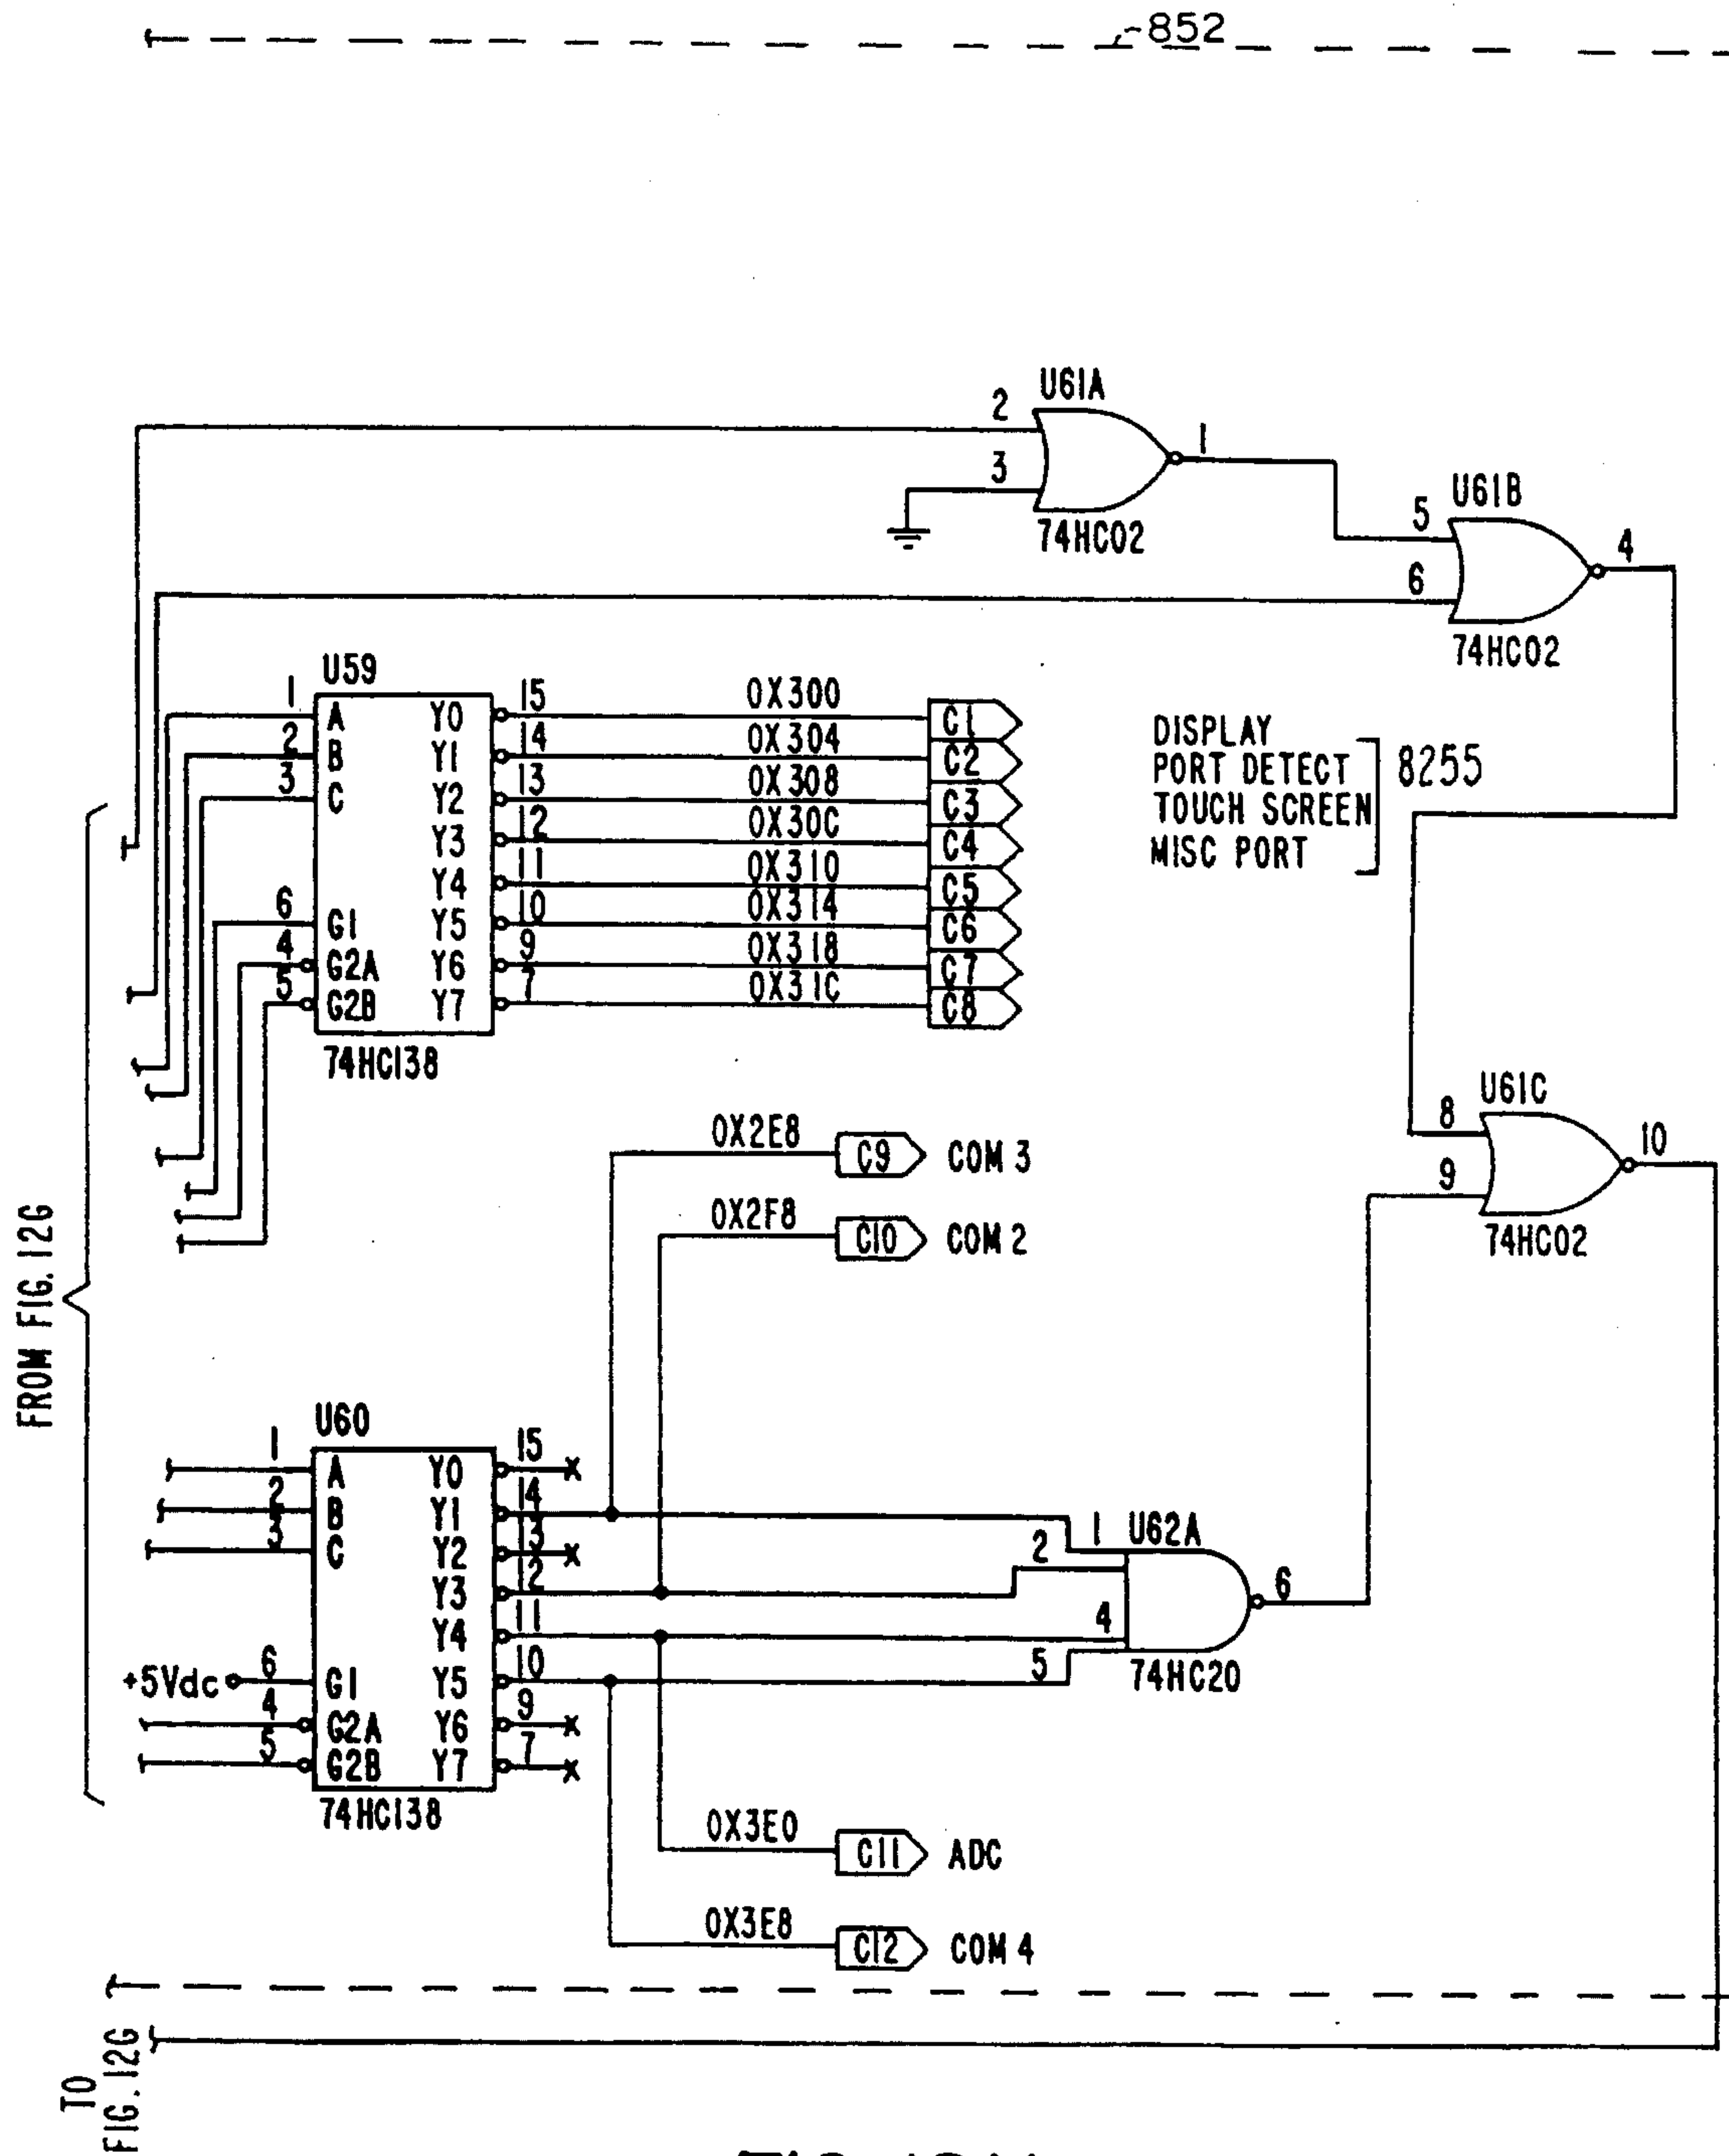 852
U61A
2
3
1
74HC02
U61B
5
6
4
74HC02
U59
1 A Y0 15 0X300 C1
2 B Y1 14 0X304 C2
3 C Y2 13 0X308 C3
Y3 12 0X30C C4
Y4 11 0X310 C5
6 G1 Y5 10 0X314 C6
4 G2A Y6 9 0X318 C7
5 G2B Y7 7 0X31C C8
74HC138
DISPLAY
PORT DETECT
TOUCH SCREEN
MISC PORT
8255
U61C
8
9
10
74HC02
0X2E8 C9 COM 3
0X2F8 C10 COM 2
FROM FIG. 12G
U60
1 A Y0 15
2 B Y1 14
3 C Y2 13
Y3 12
Y4 11
+5Vdc 6 G1 Y5 10
4 G2A Y6 9
5 G2B Y7 7
74HC138
1 U62A
2
4
5
6
74HC20
0X3E0 C11 ADC
0X3E8 C12 COM 4
TO
FIG. 12G